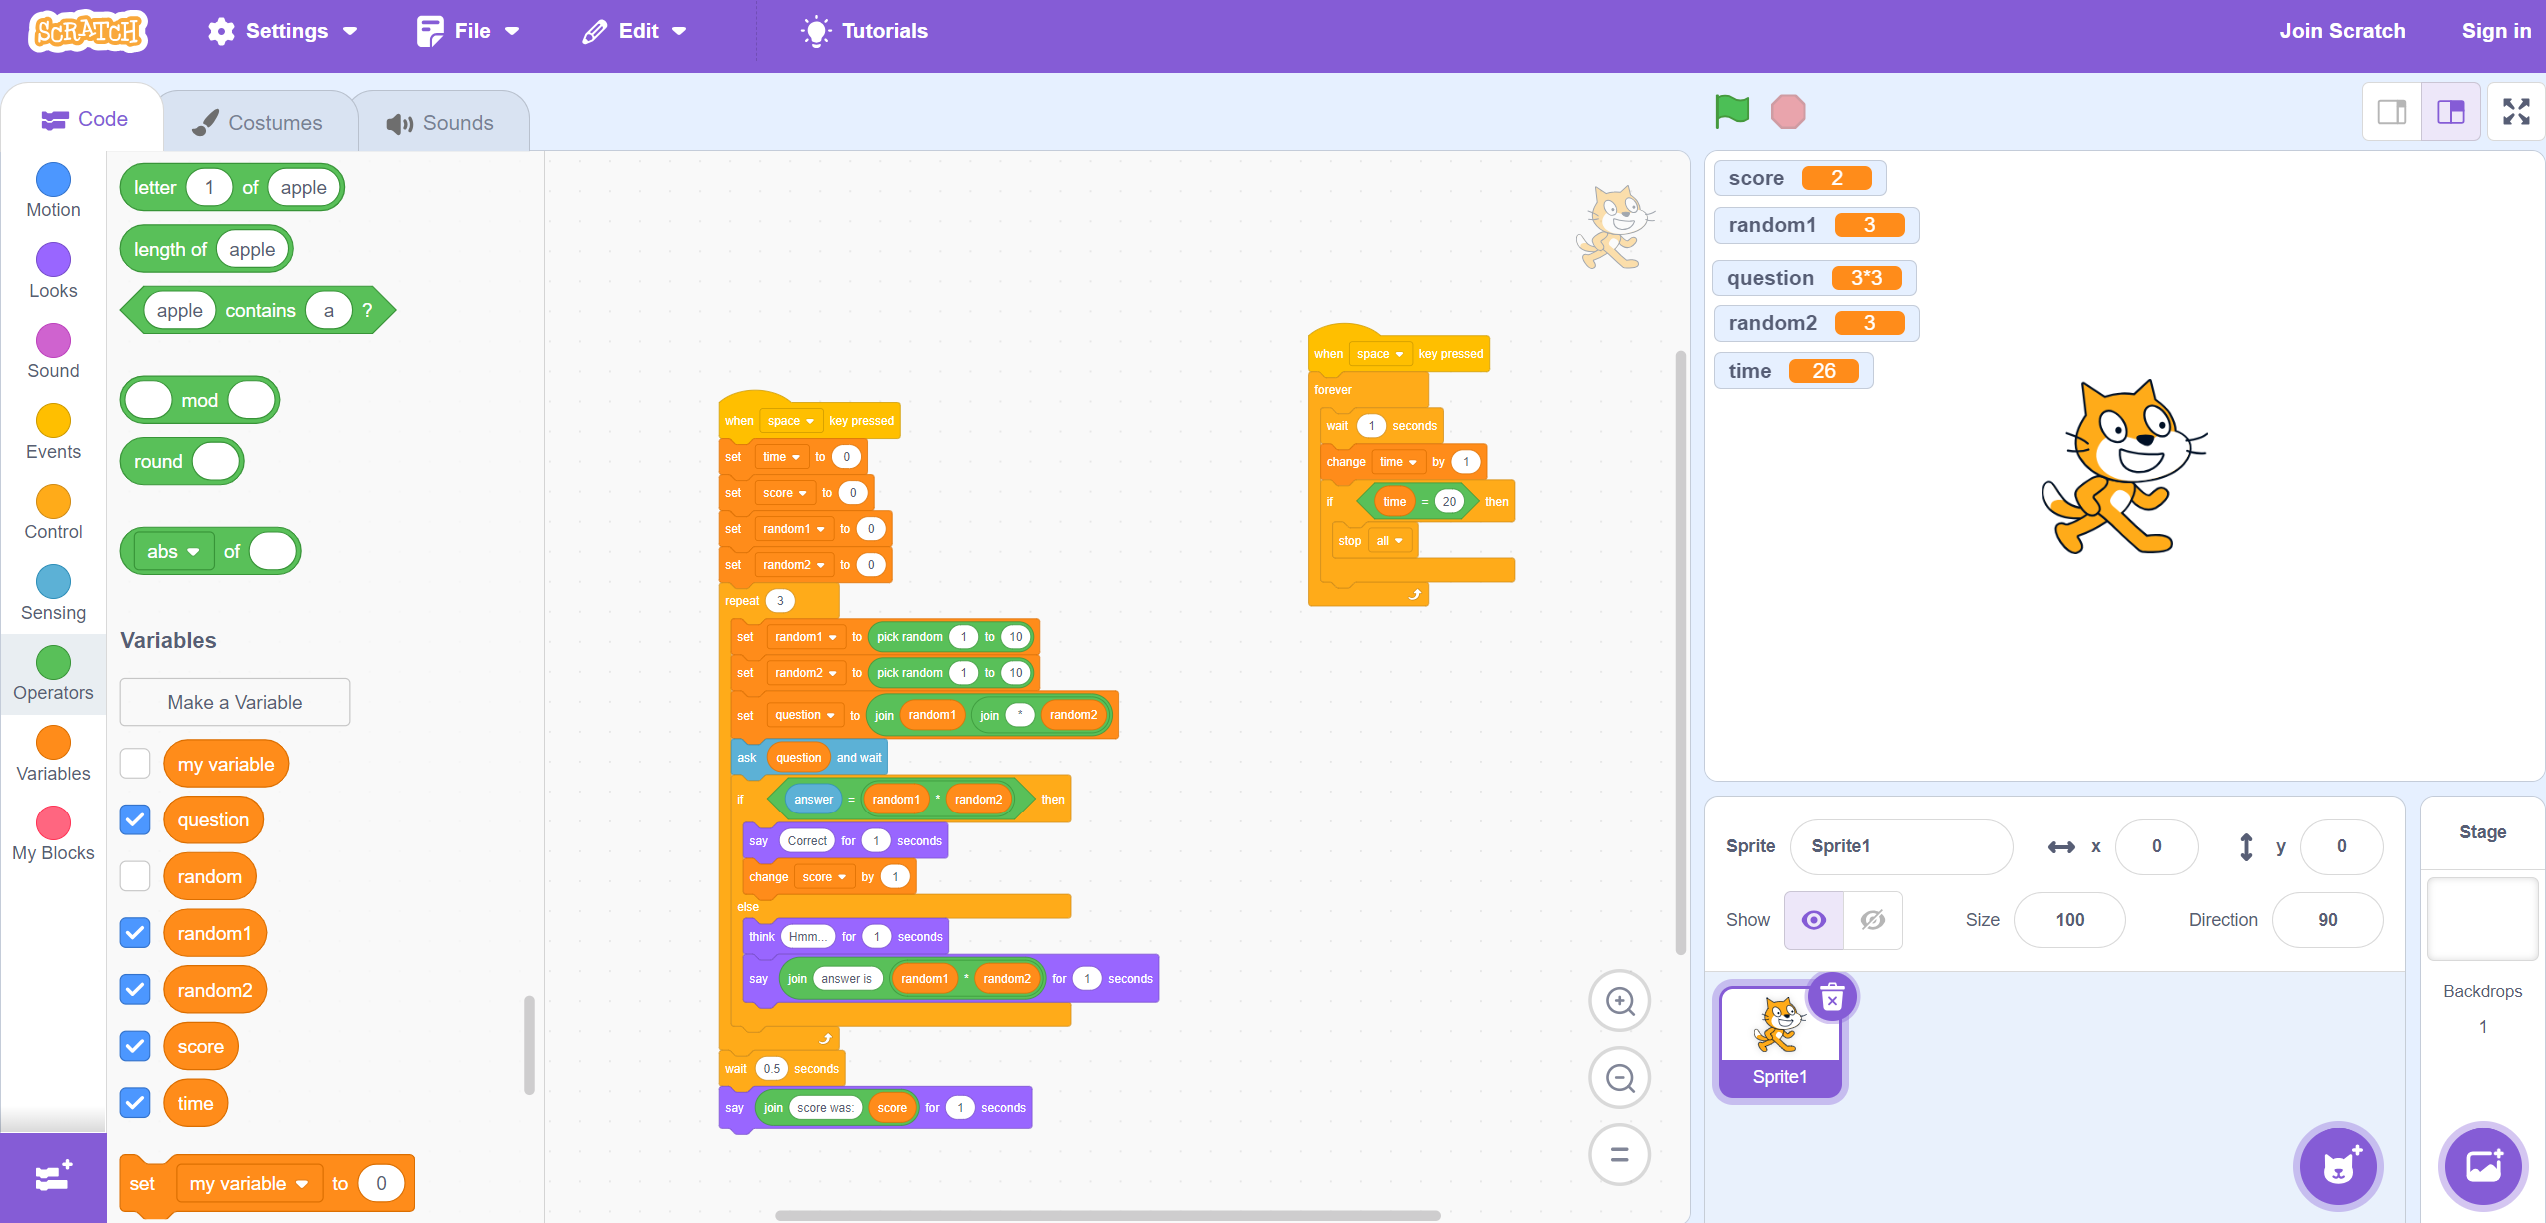 SCRATCH Settings File Edit Tutorials Join Scratch Sign in
Code Costumes Sounds
Motion
Looks
Sound
Events
Control
Sensing
Operators
Variables
My Blocks
letter 1 of apple
length of apple
apple contains a ?
mod
round
abs of
Variables
Make a Variable
my variable
question
random
random1
random2
score
time
set my variable to 0
when space key pressed
set time to 0
set score to 0
set random1 to 0
set random2 to 0
repeat 3
set random1 to pick random 1 to 10
set random2 to pick random 1 to 10
set question to join random1 join * random2
ask question and wait
if answer = random1 * random2 then
say Correct for 1 seconds
change score by 1
else
think Hmm... for 1 seconds
say join answer is random1 * random2 for 1 seconds
wait 0.5 seconds
say join score was: score for 1 seconds
when space key pressed
forever
wait 1 seconds
change time by 1
if time = 20 then
stop all
score 2
random1 3
question 3*3
random2 3
time 26
Sprite Sprite1 x 0 y 0
Show Size 100 Direction 90
Sprite1
Stage
Backdrops
1